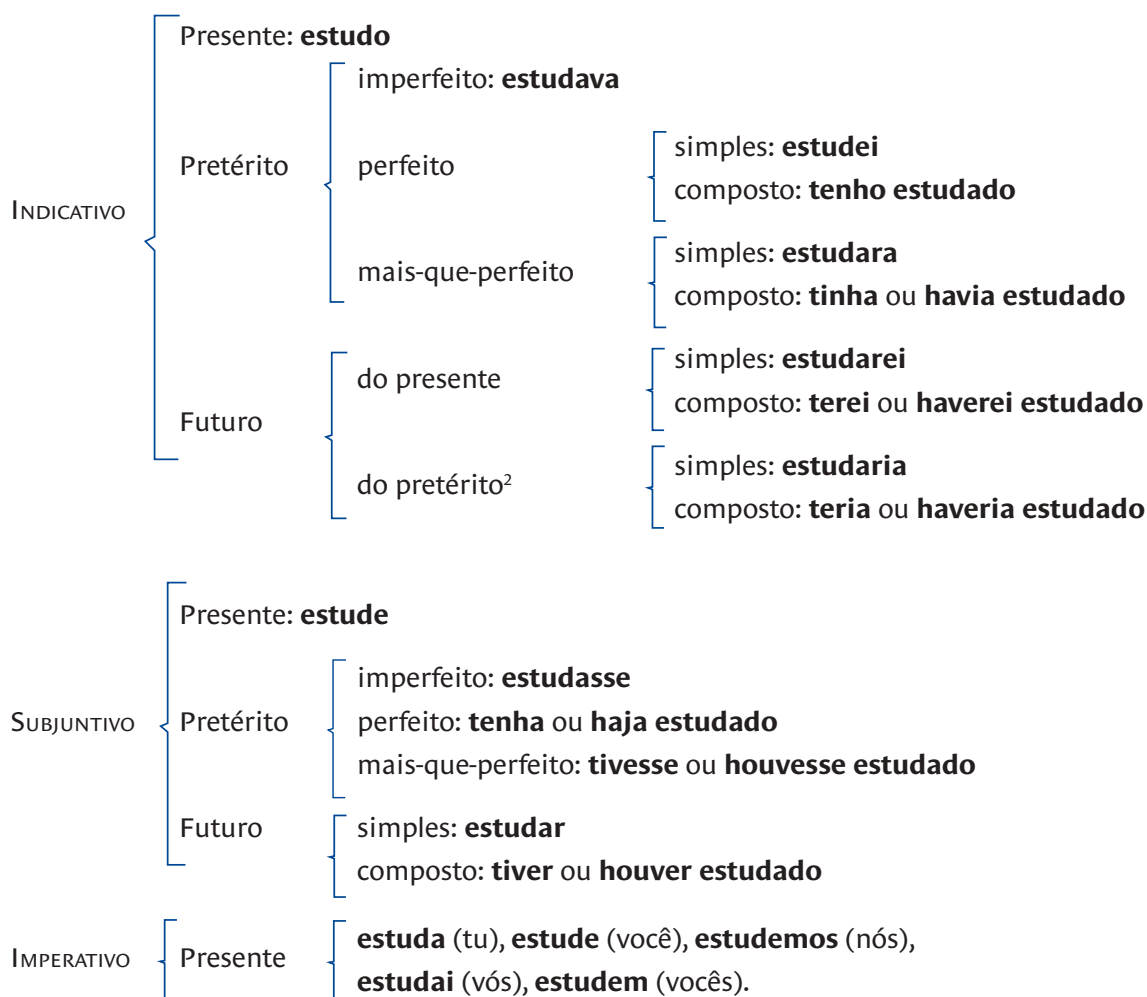 Presente: estudo
imperfeito: estudava
Pretérito
perfeito
simples: estudei
composto: tenho estudado
INDICATIVO
mais-que-perfeito
simples: estudara
composto: tinha ou havia estudado
Futuro
do presente
simples: estudarei
composto: terei ou haverei estudado
do pretérito²
simples: estudaria
composto: teria ou haveria estudado
Presente: estude
SUBJUNTIVO
Pretérito
imperfeito: estudasse
perfeito: tenha ou haja estudado
mais-que-perfeito: tivesse ou houvesse estudado
Futuro
simples: estudar
composto: tiver ou houver estudado
IMPERATIVO
Presente
estuda (tu), estude (você), estudemos (nós),
estudai (vós), estudem (vocês).